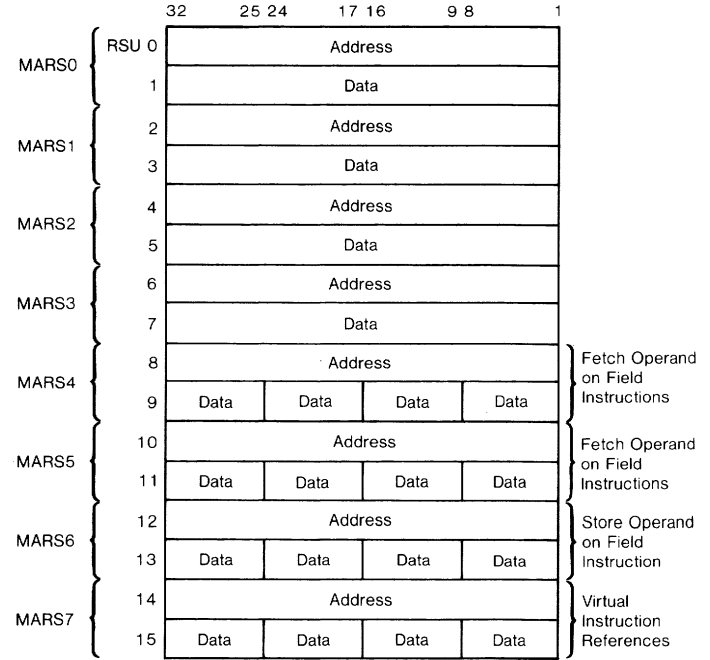 32 25 24 17 16 9 8 1
MARS0
RSU 0 Address
1 Data
MARS1
2 Address
3 Data
MARS2
4 Address
5 Data
MARS3
6 Address
7 Data
MARS4
8 Address
9 Data Data Data Data
Fetch Operand
on Field
Instructions
MARS5
10 Address
11 Data Data Data Data
Fetch Operand
on Field
Instructions
MARS6
12 Address
13 Data Data Data Data
Store Operand
on Field
Instruction
MARS7
14 Address
15 Data Data Data Data
Virtual
Instruction
References